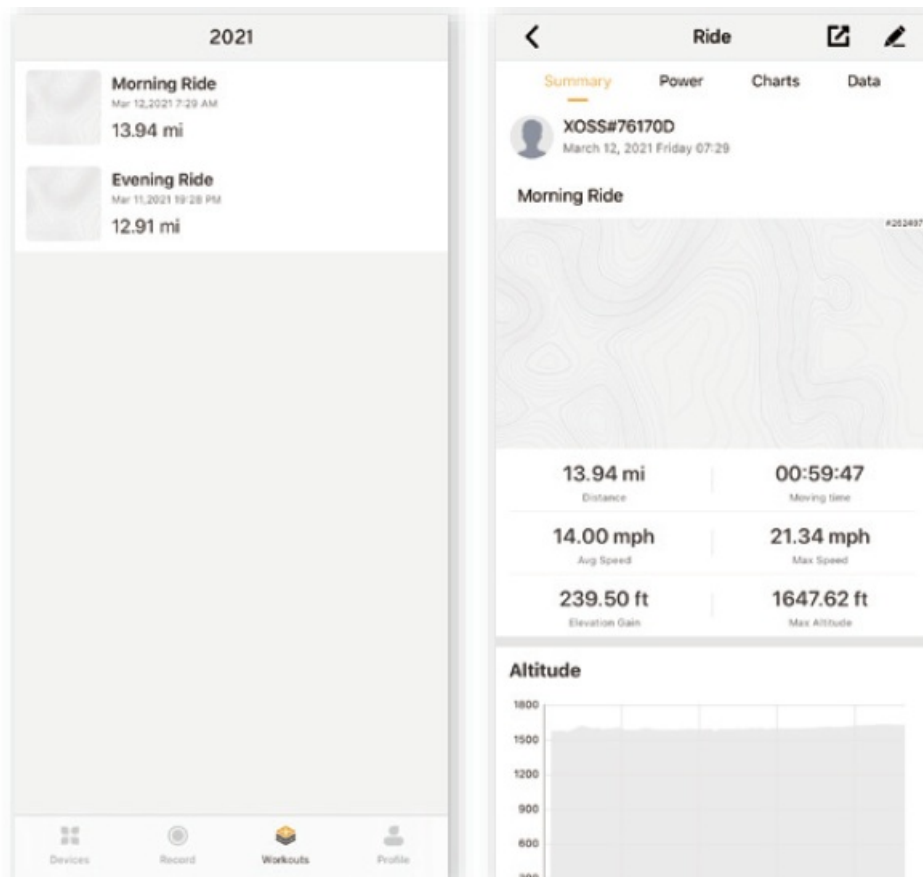 2021
Morning Ride
Mar 12,2021 7:29 AM
13.94 mi
Evening Ride
Mar 11,2021 19:28 PM
12.91 mi
Devices Record Workouts Profile
Ride
Summary Power Charts Data
XOSS#76170D
March 12, 2021 Friday 07:29
Morning Ride
#252497
13.94 mi 00:59:47
Distance Moving time
14.00 mph 21.34 mph
Avg Speed Max Speed
239.50 ft 1647.62 ft
Elevation Gain Max Altitude
Altitude
1800
1500
1200
900
600
300